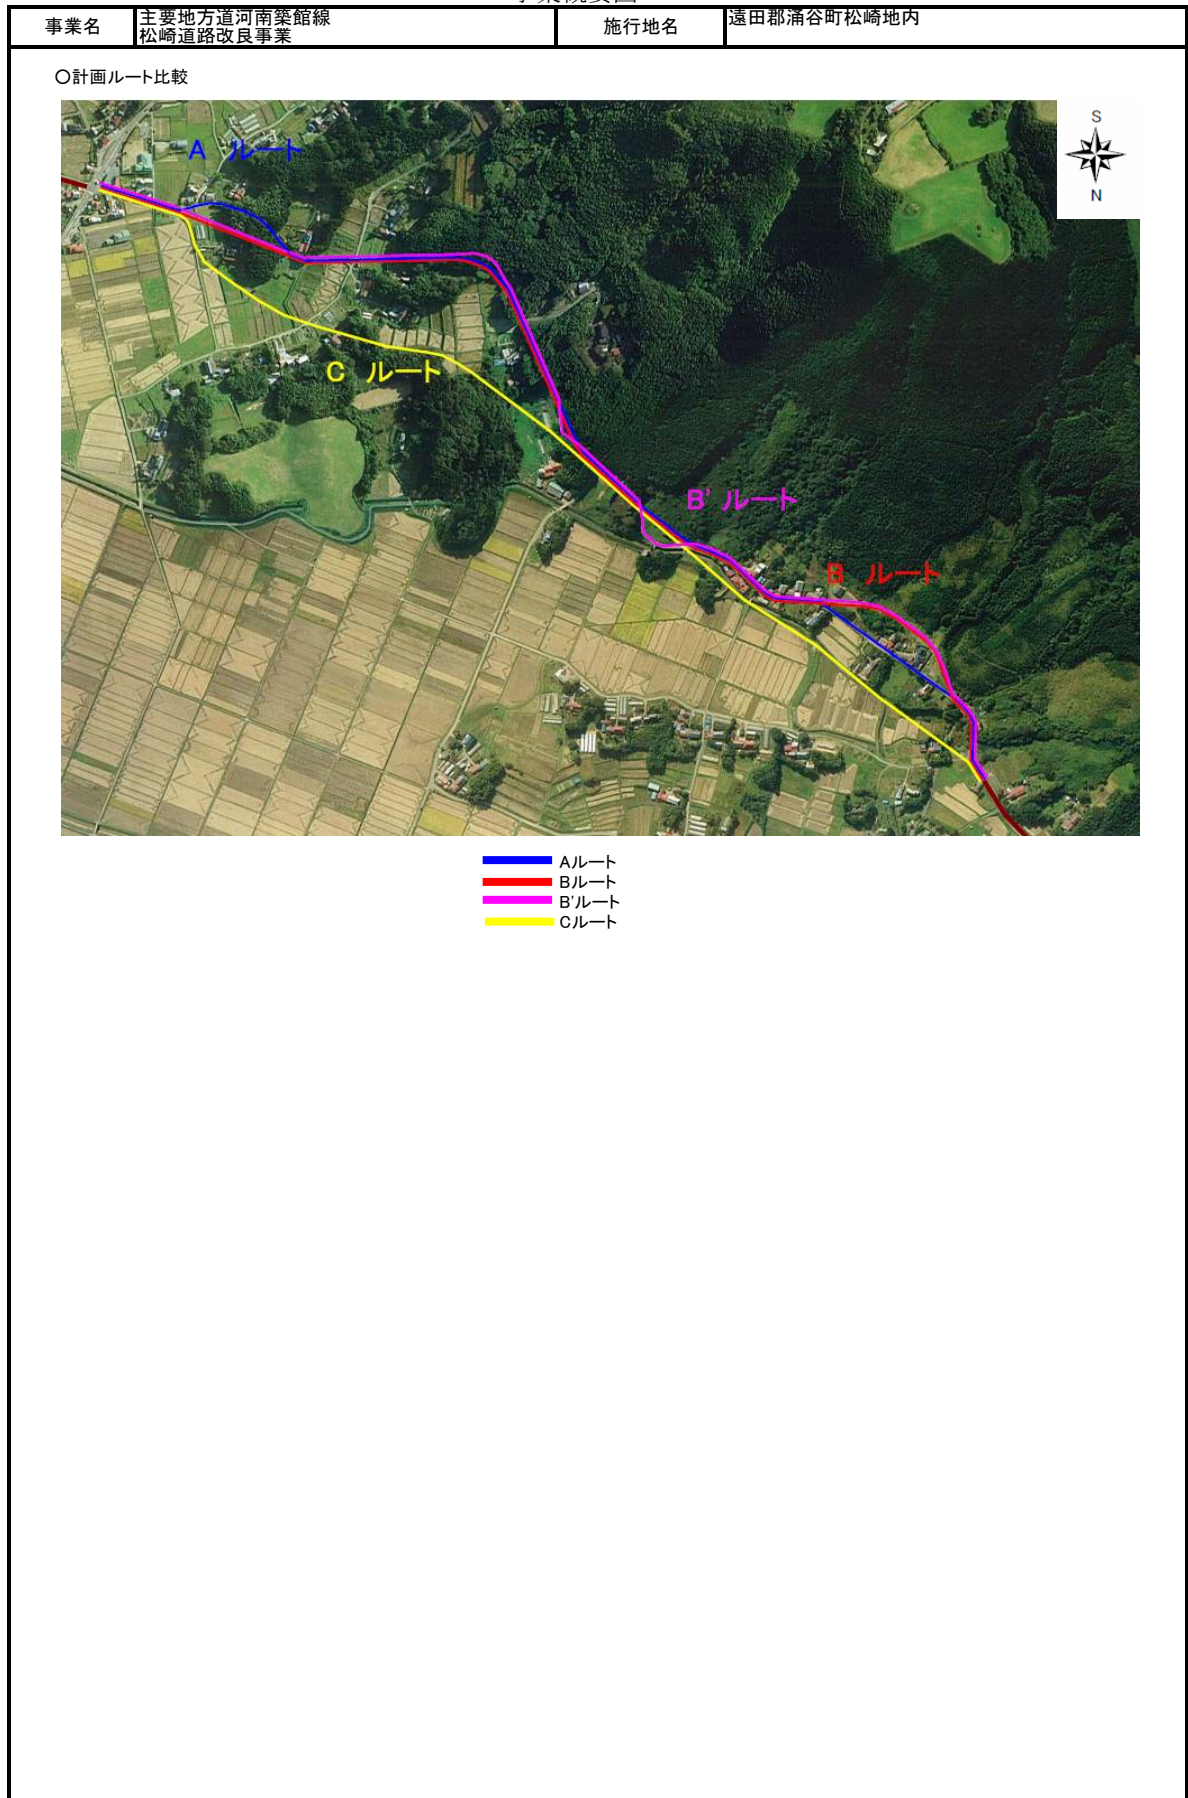 事業名
主要地方道河南築館線
松崎道路改良事業
施行地名
遠田郡涌谷町松崎地内
〇計画ルート比較
S
N
A ルート
C ルート
B' ルート
B ルート
Aルート
Bルート
B'ルート
Cルート